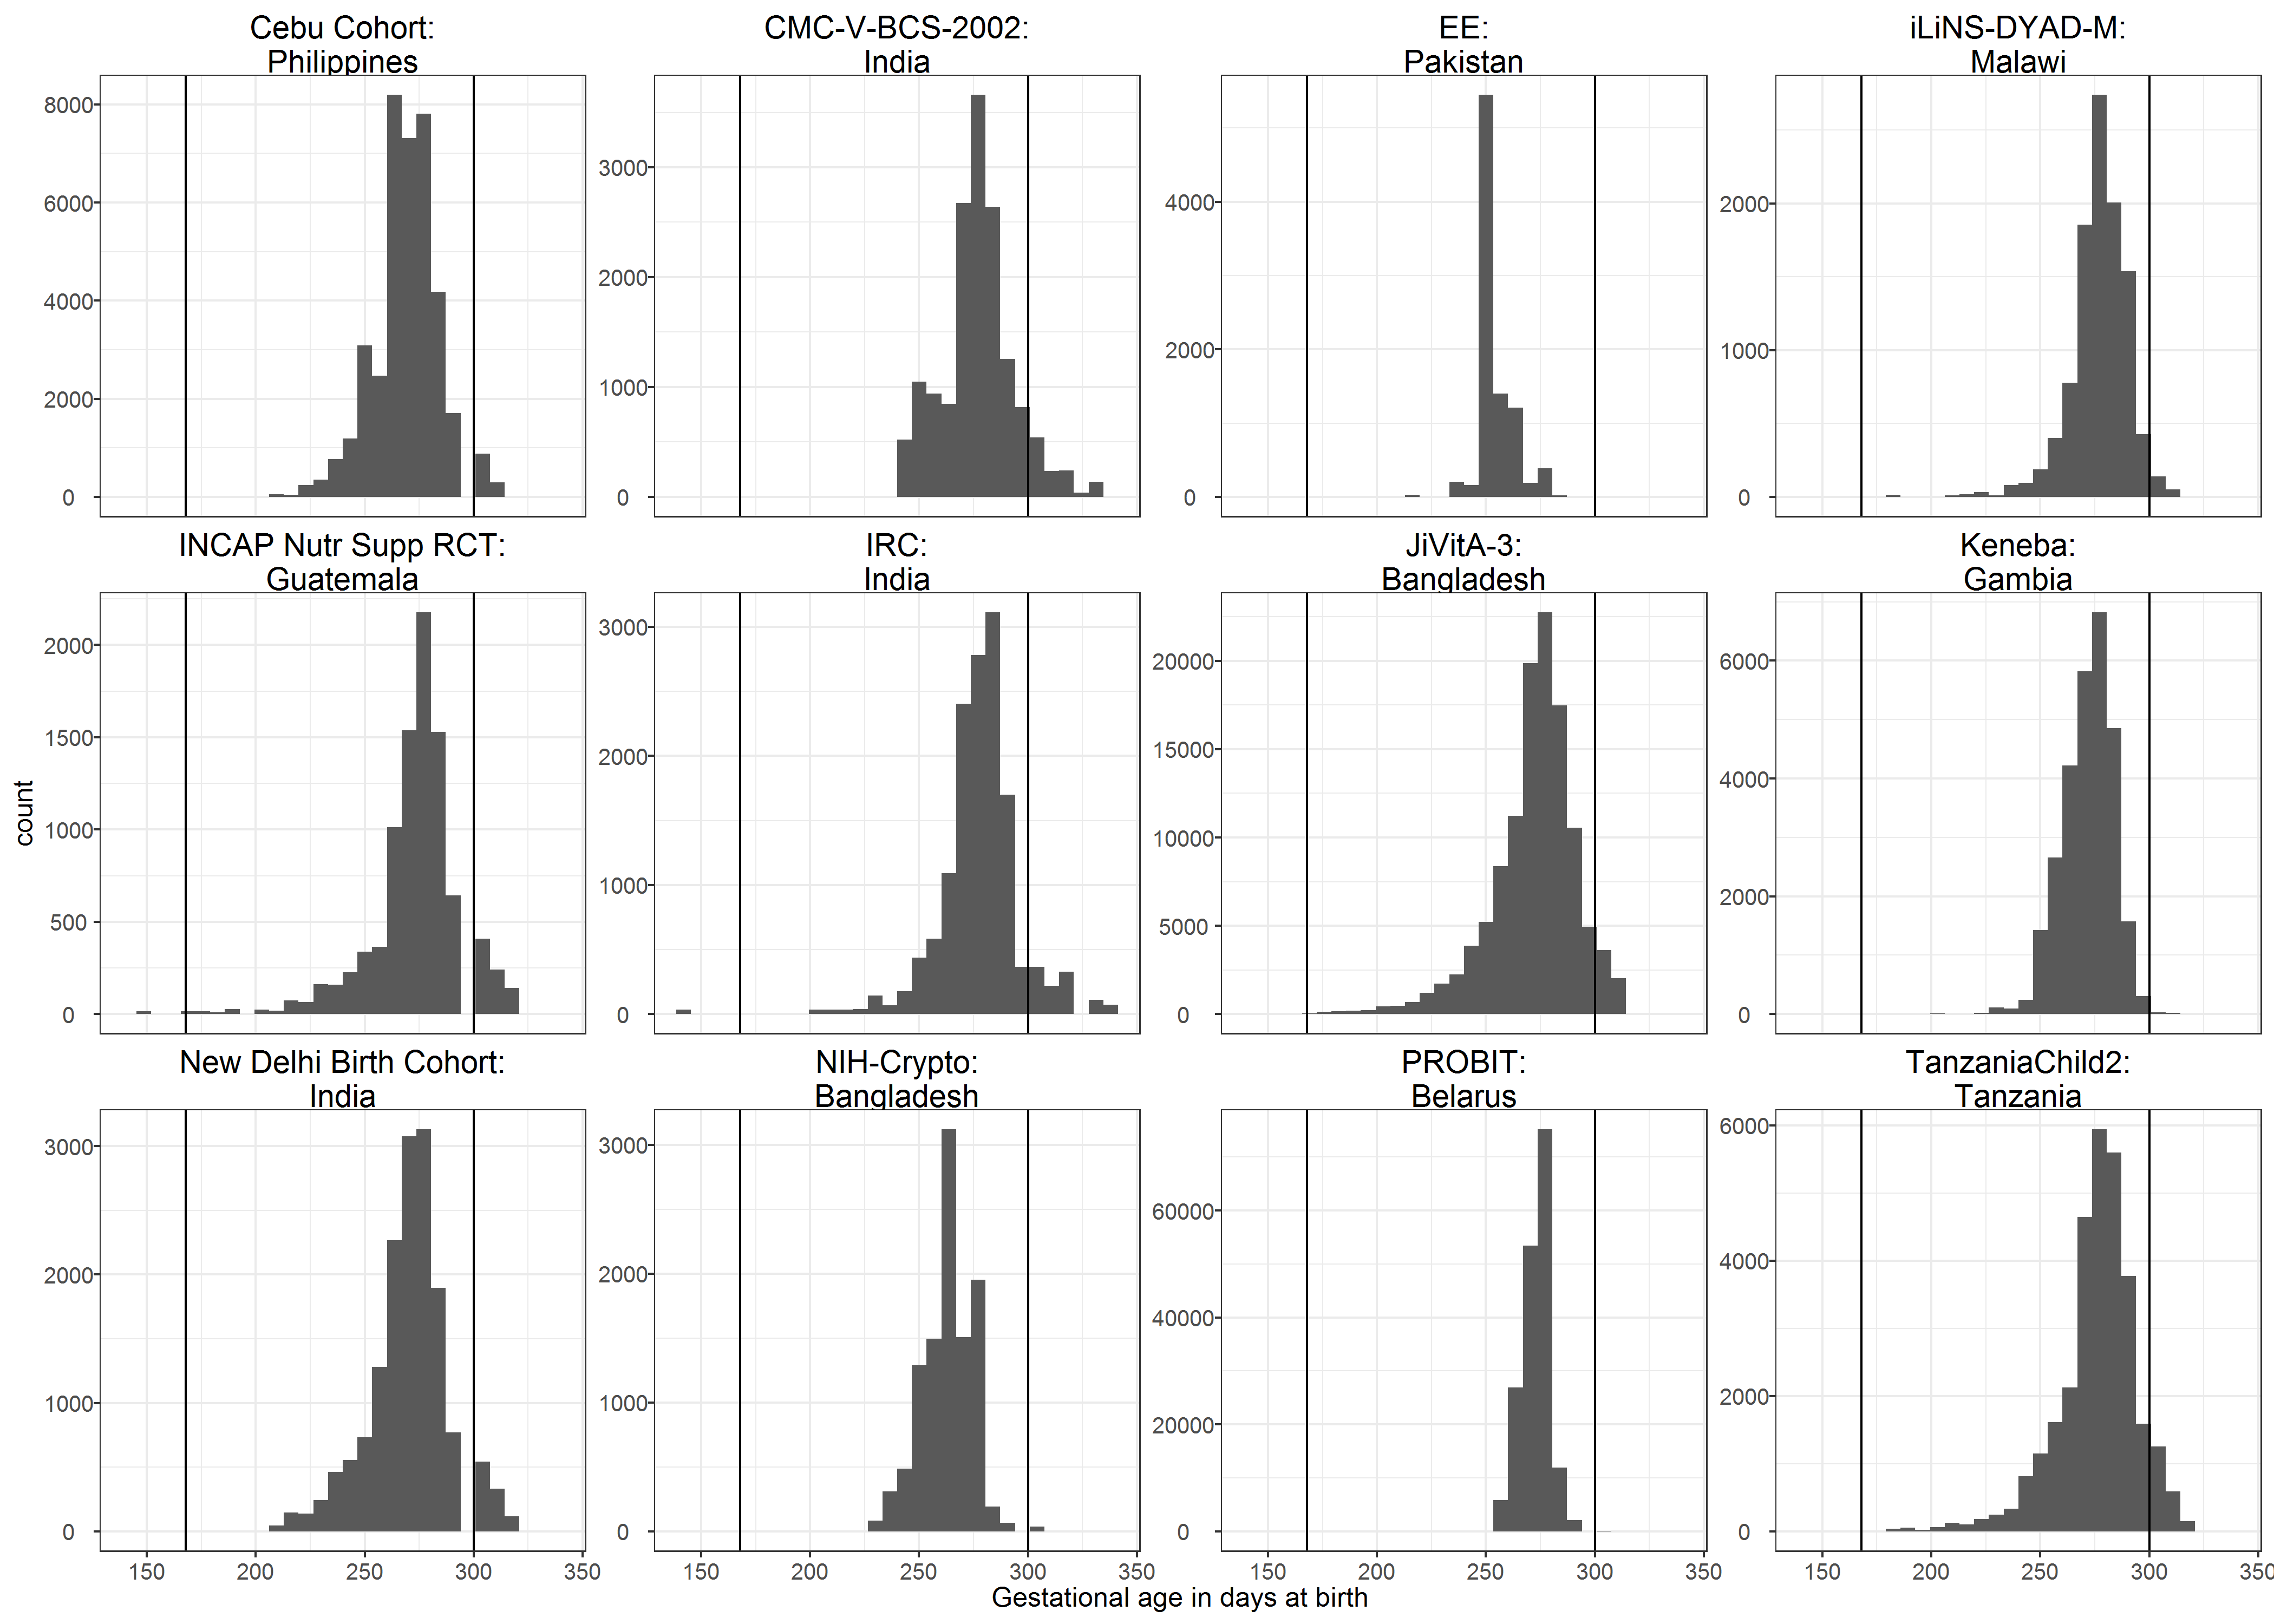 Cebu Cohort:
Philippines
CMC-V-BCS-2002:
India
EE:
Pakistan
iLiNS-DYAD-M:
Malawi
8000
6000
4000
2000
0
3000
2000
1000
0
4000
2000
0
2000
1000
0
INCAP Nutr Supp RCT:
Guatemala
IRC:
India
JiVitA-3:
Bangladesh
Keneba:
Gambia
count
2000
1500
1000
500
0
3000
2000
1000
0
20000
15000
10000
5000
0
6000
4000
2000
0
New Delhi Birth Cohort:
India
NIH-Crypto:
Bangladesh
PROBIT:
Belarus
TanzaniaChild2:
Tanzania
3000
2000
1000
0
3000
2000
1000
0
60000
40000
20000
0
6000
4000
2000
0
150 200 250 300 350
150 200 250 300 350
150 200 250 300 350
150 200 250 300 350
Gestational age in days at birth